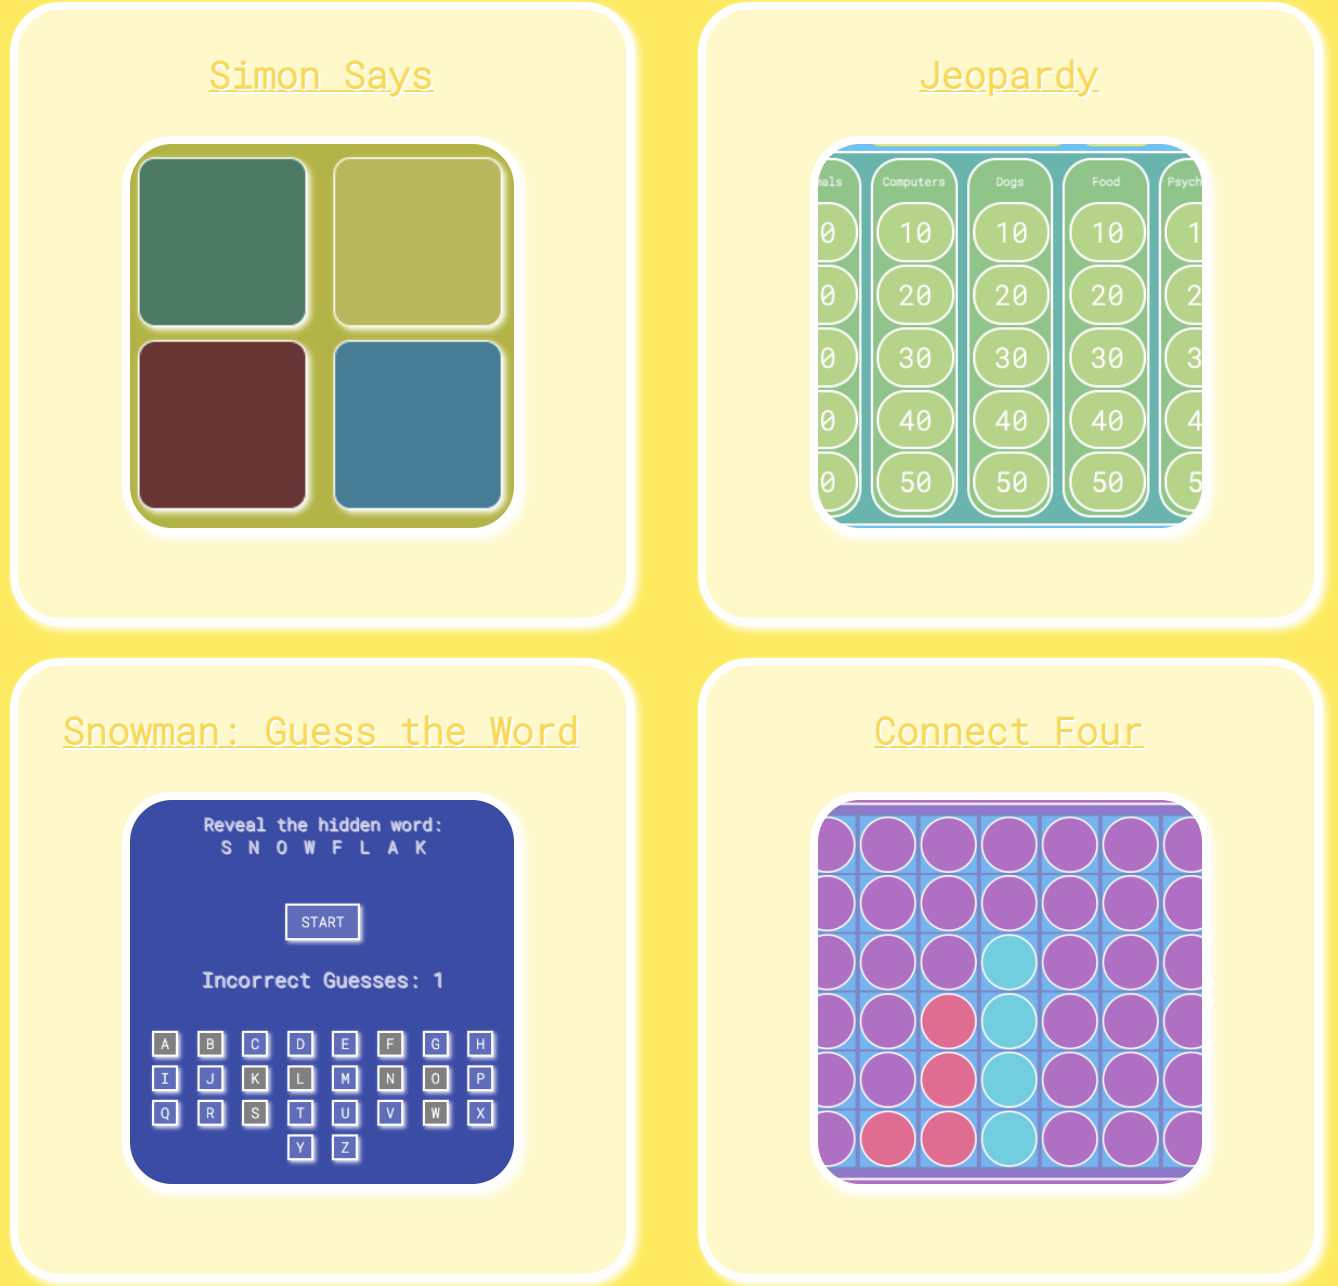 Simon Says
Jeopardy
mals Computers Dogs Food Psych
0 10 10 10 1
0 20 20 20 2
0 30 30 30 3
0 40 40 40 4
0 50 50 50 5
Snowman: Guess the Word
Reveal the hidden word:
S N O W F L A K
START
Incorrect Guesses: 1
A B C D E F G H
I J K L M N O P
Q R S T U V W X
Y Z
Connect Four